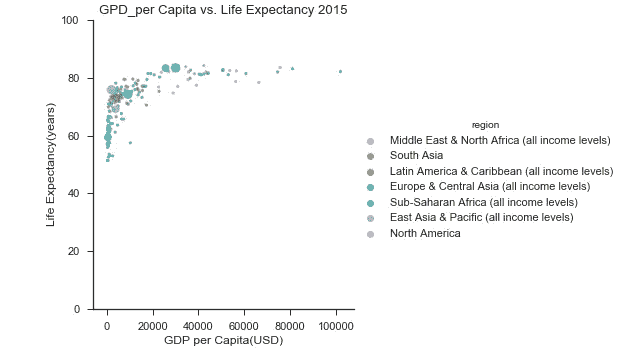 GPD_per Capita vs. Life Expectancy 2015
100
80
60
40
20
0
Life Expectancy(years)
0 20000 40000 60000 80000 100000
GDP per Capita(USD)
region
Middle East & North Africa (all income levels)
South Asia
Latin America & Caribbean (all income levels)
Europe & Central Asia (all income levels)
Sub-Saharan Africa (all income levels)
East Asia & Pacific (all income levels)
North America